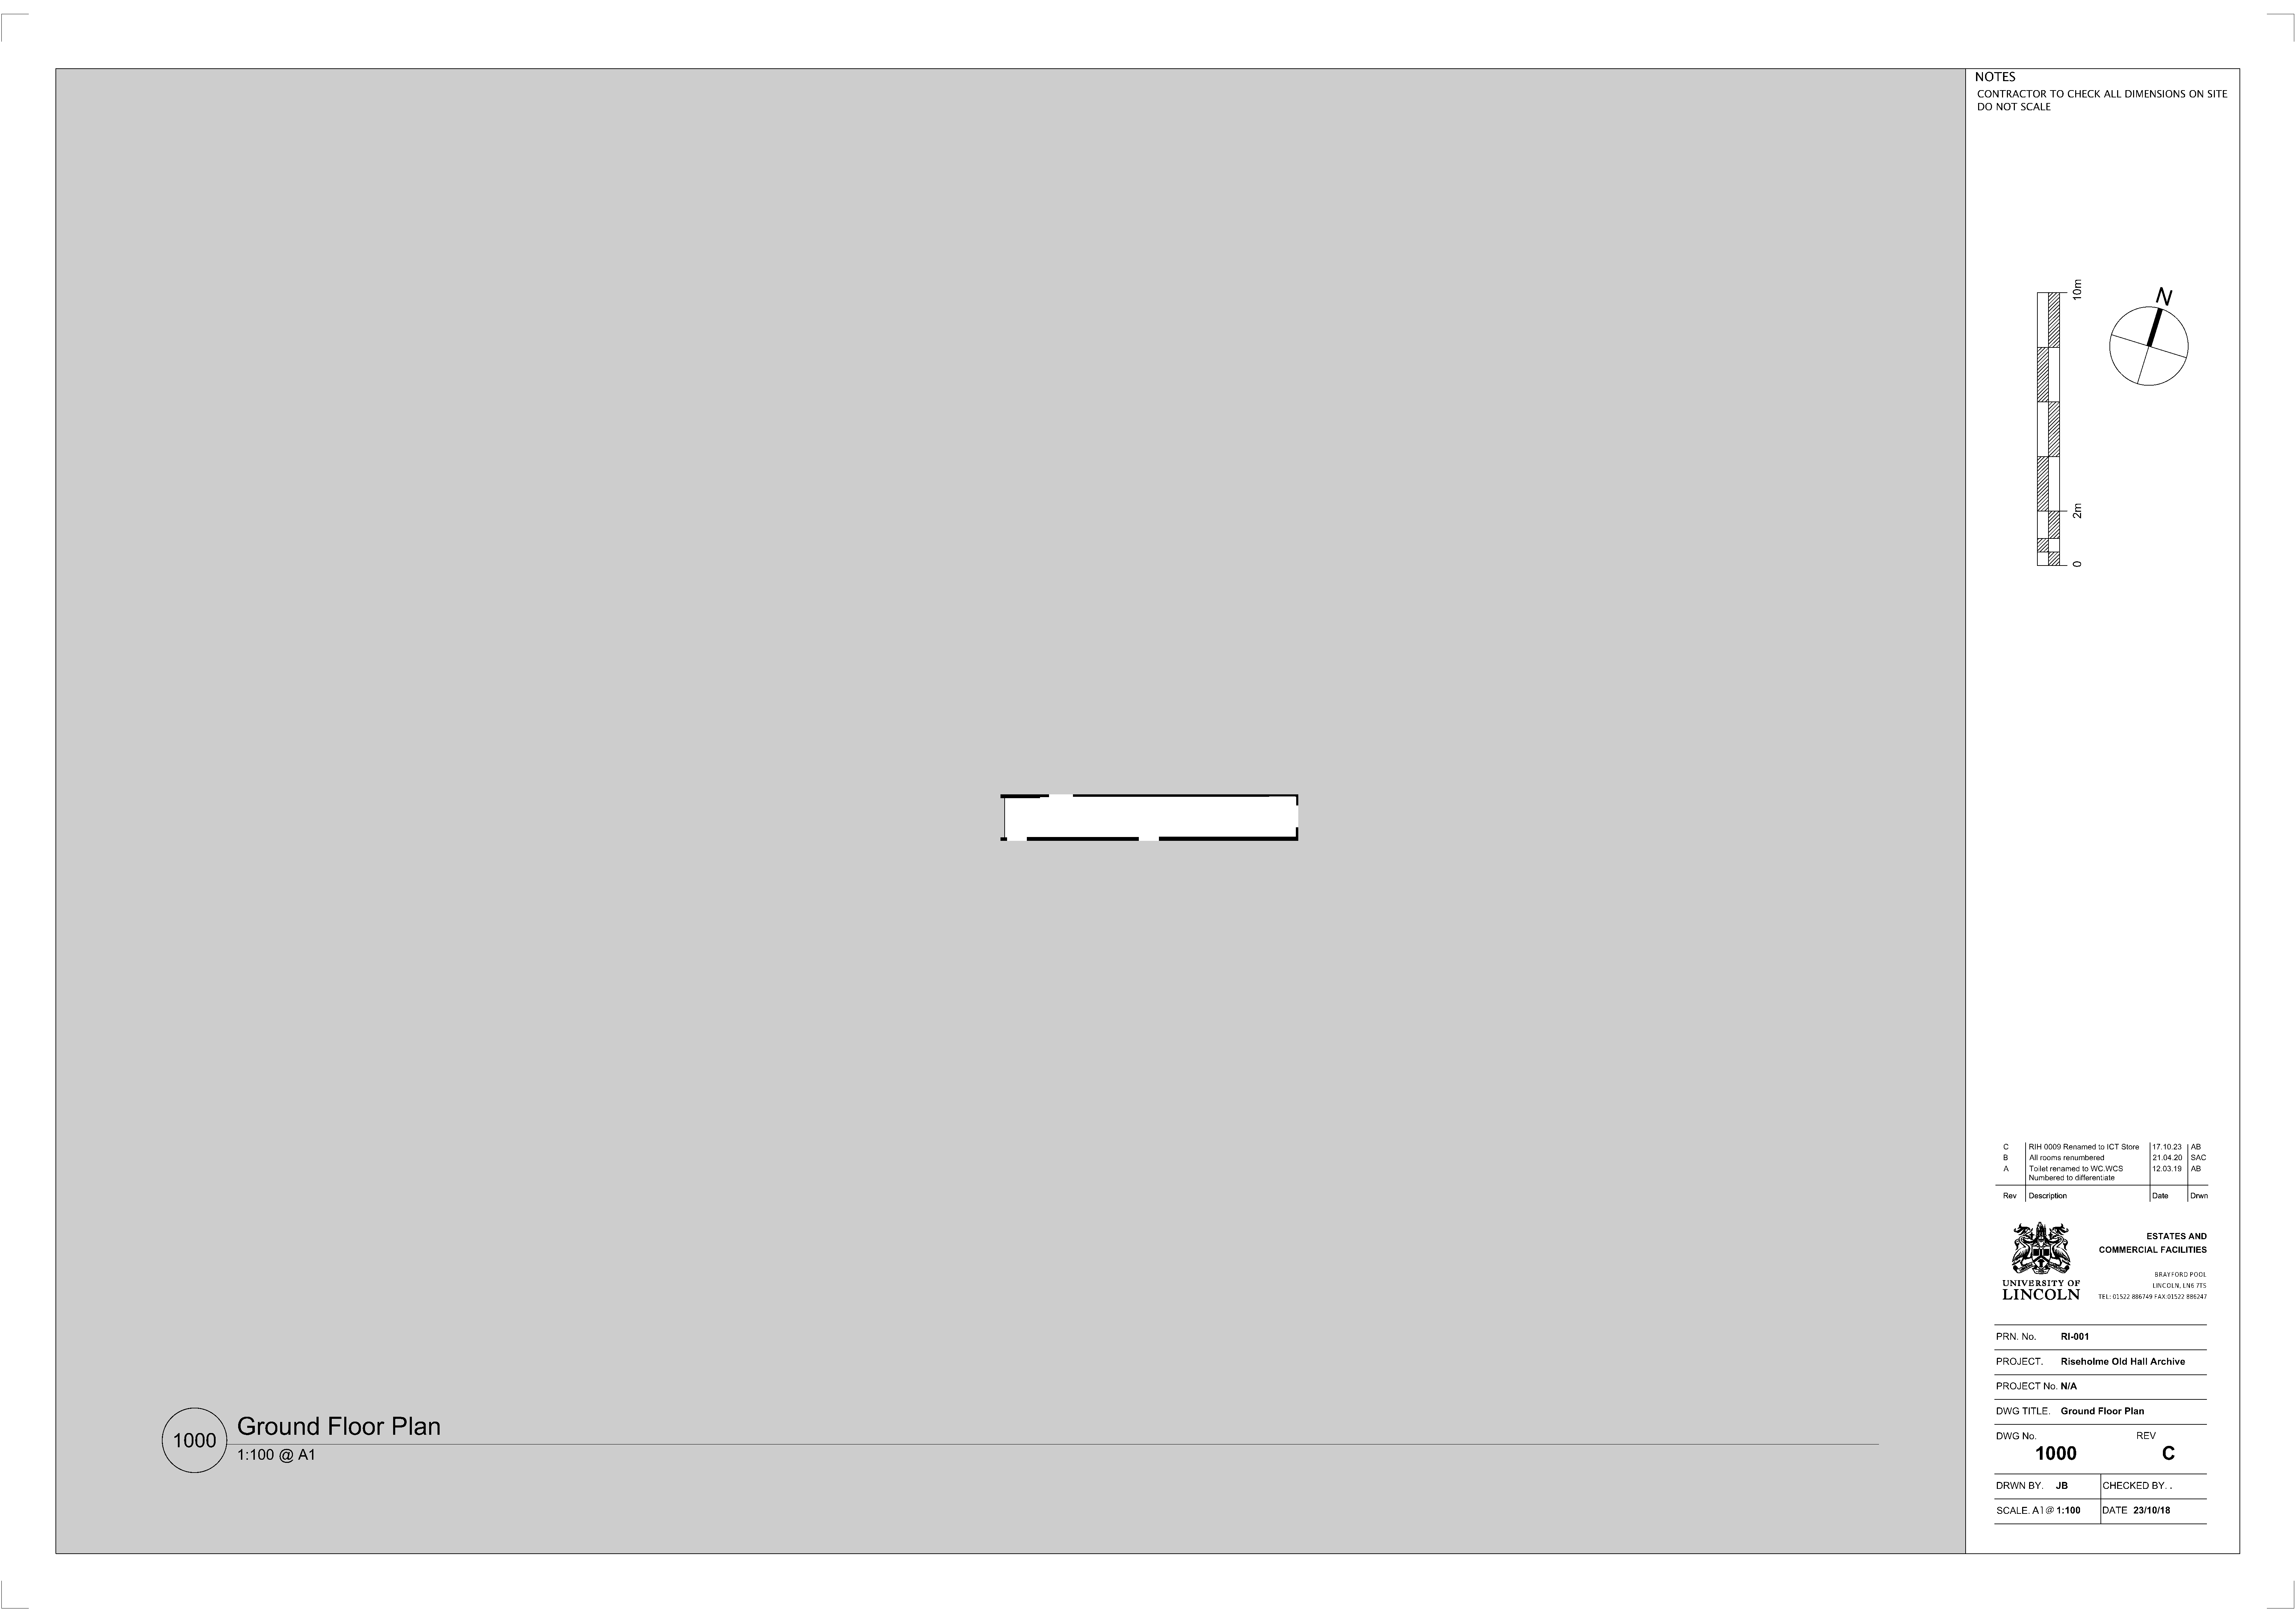 NOTES
CONTRACTOR TO CHECK ALL DIMENSIONS ON SITE
DO NOT SCALE
10m
N
2m
0
C RIH 0009 Renamed to ICT Store 17.10.23 AB
B All rooms renumbered 21.04.20 SAC
A Toilet renamed to WC.WCS 12.03.19 AB
Numbered to differentiate
Rev Description Date Drwn
ESTATES AND
COMMERCIAL FACILITIES
BRAYFORD POOL
LINCOLN, LN6 7TS
TEL: 01522 886749 FAX:01522 886247
UNIVERSITY OF
LINCOLN
PRN. No. RI-001
PROJECT. Riseholme Old Hall Archive
PROJECT No. N/A
DWG TITLE. Ground Floor Plan
DWG No. REV
1000 C
DRWN BY. JB CHECKED BY. .
SCALE. A1@ 1:100 DATE 23/10/18
1000 Ground Floor Plan
1:100 @ A1